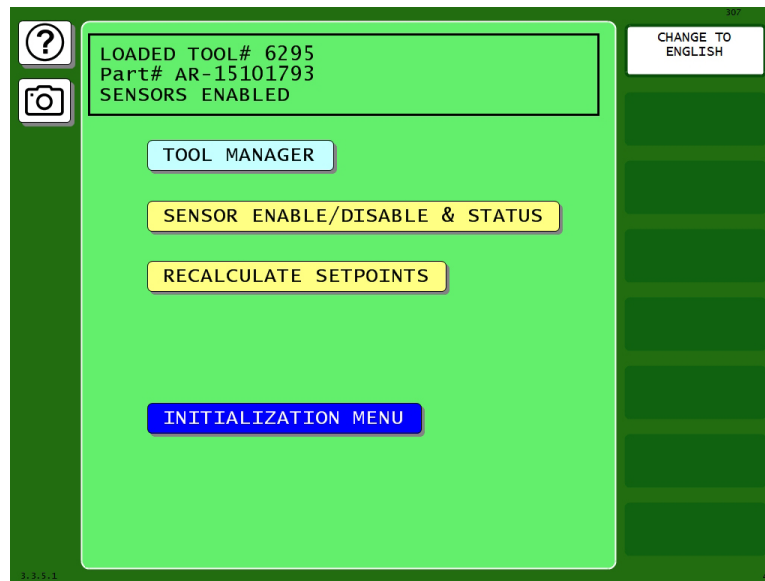 307
?
LOADED TOOL# 6295
Part# AR-15101793
SENSORS ENABLED
CHANGE TO
ENGLISH
TOOL MANAGER
SENSOR ENABLE/DISABLE & STATUS
RECALCULATE SETPOINTS
INITIALIZATION MENU
3.3.5.1